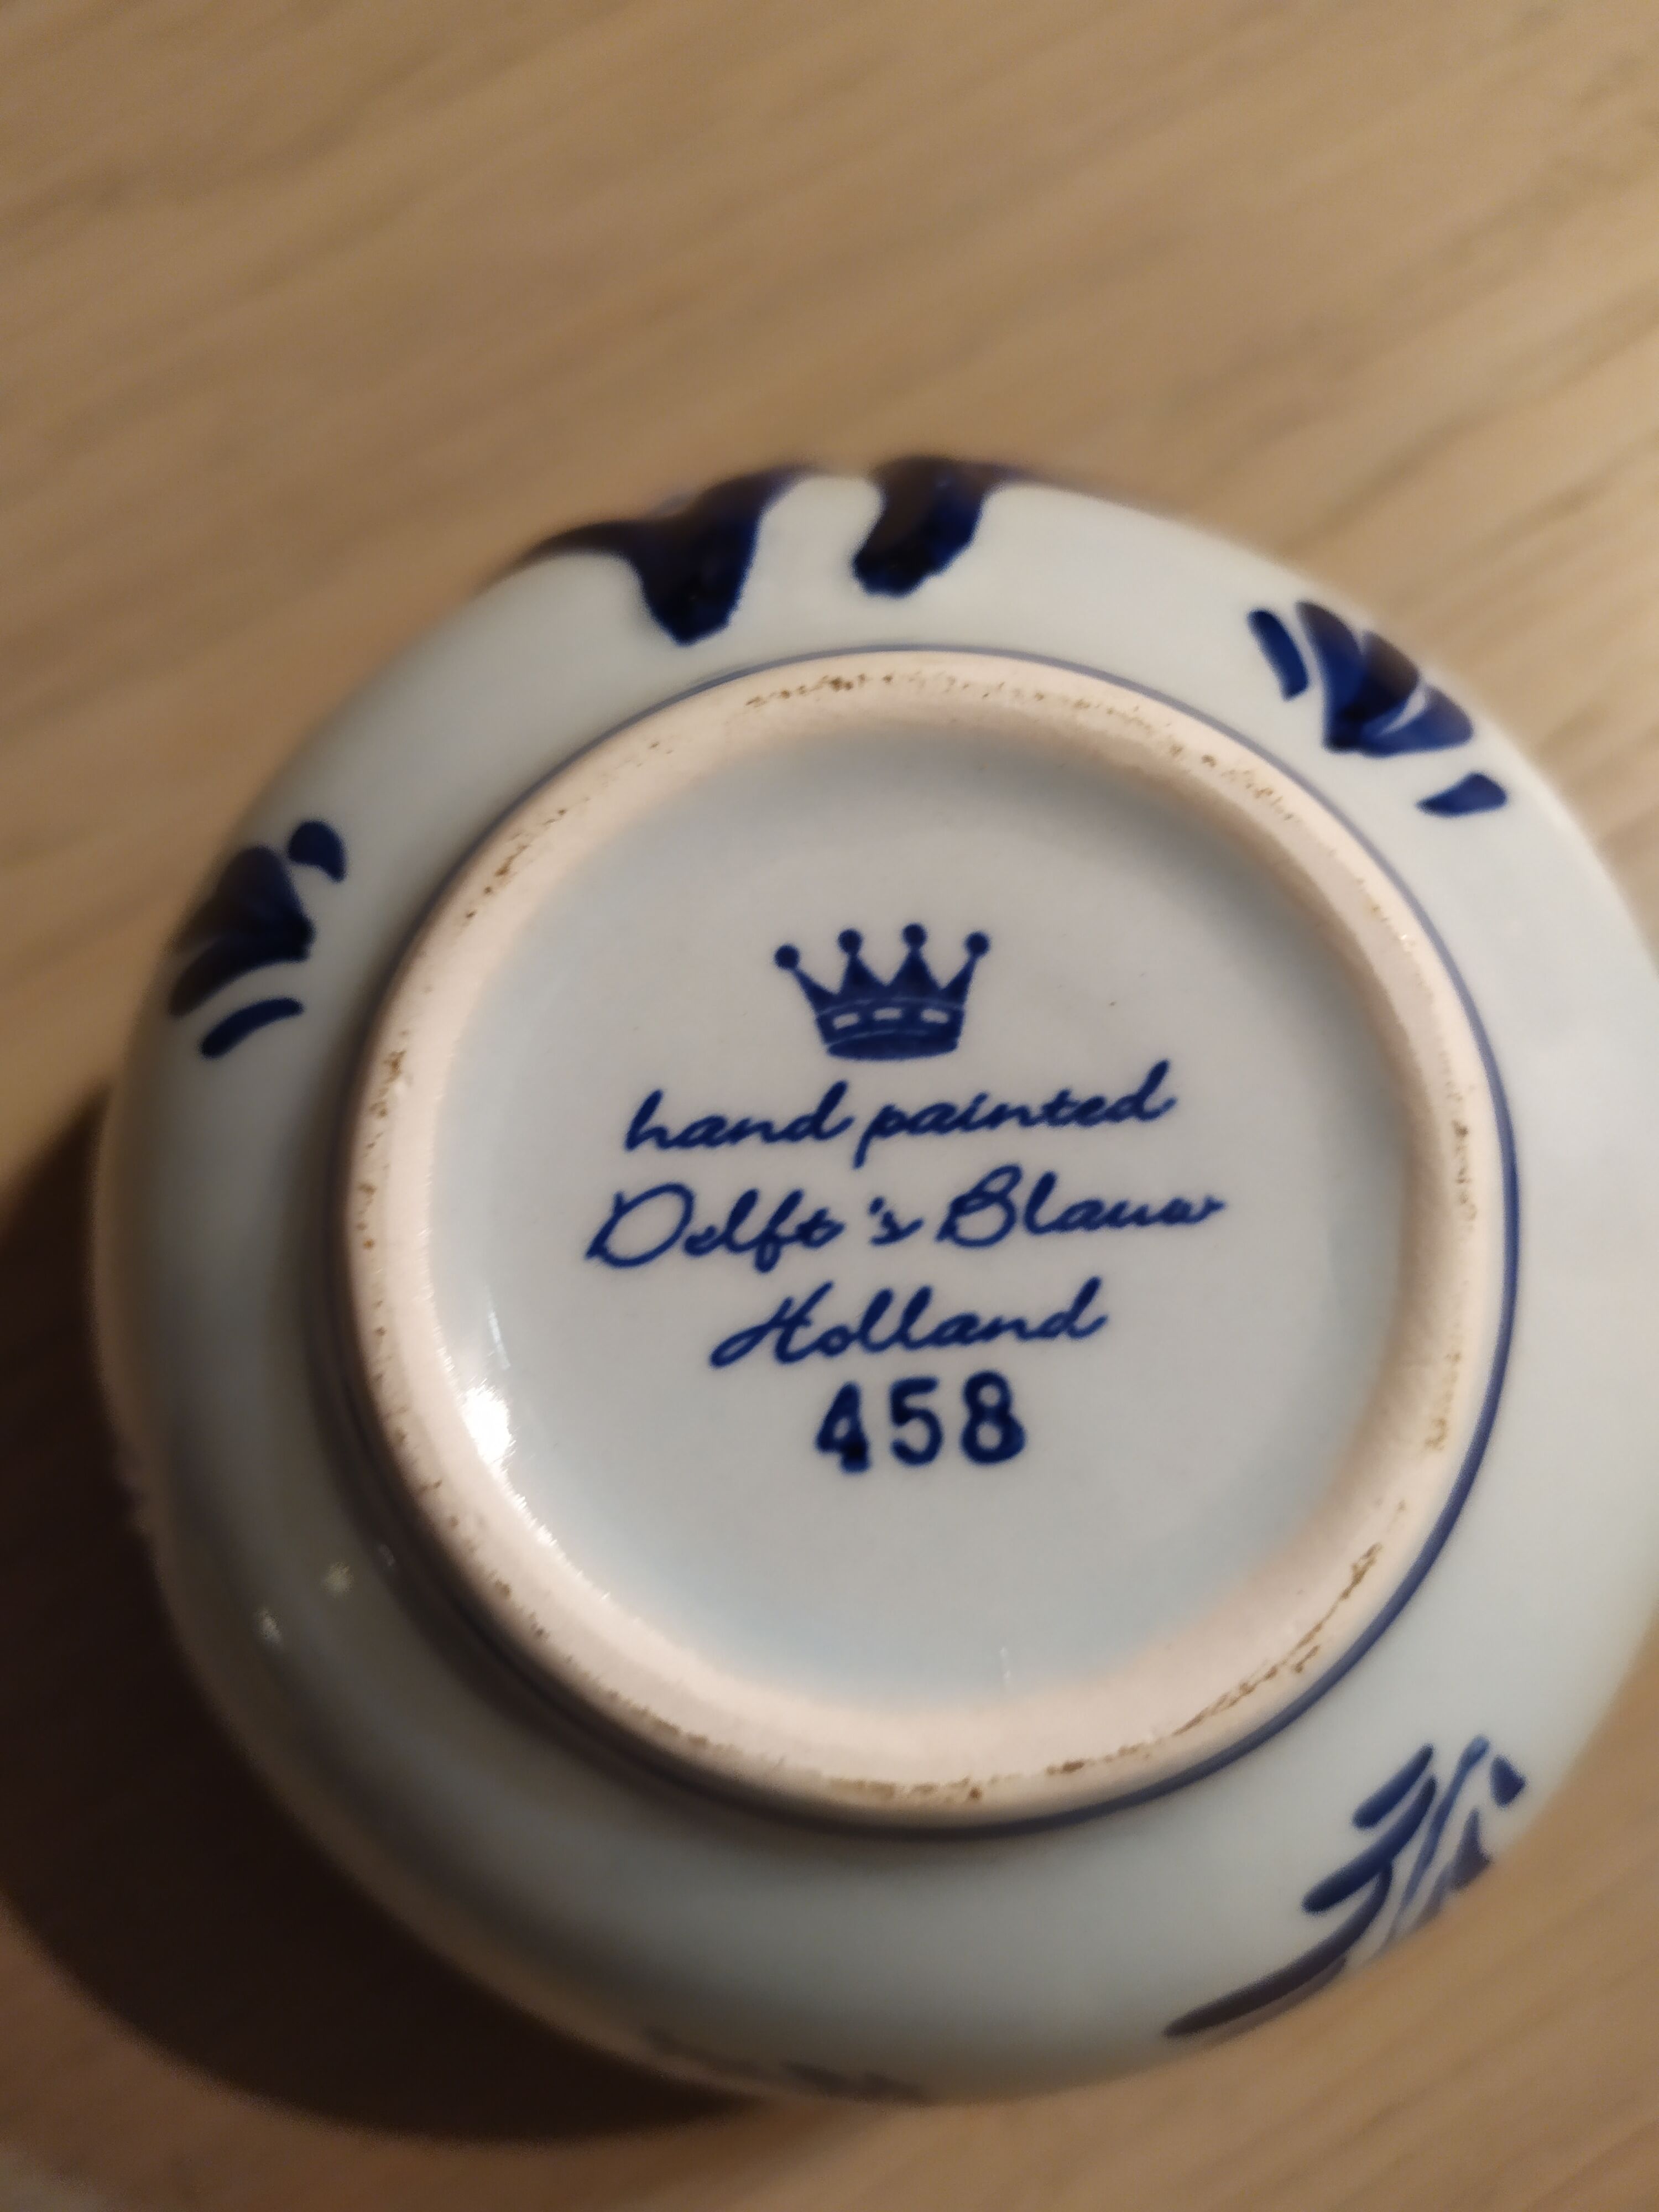 hand painted
Delft's Blauw
Holland
458